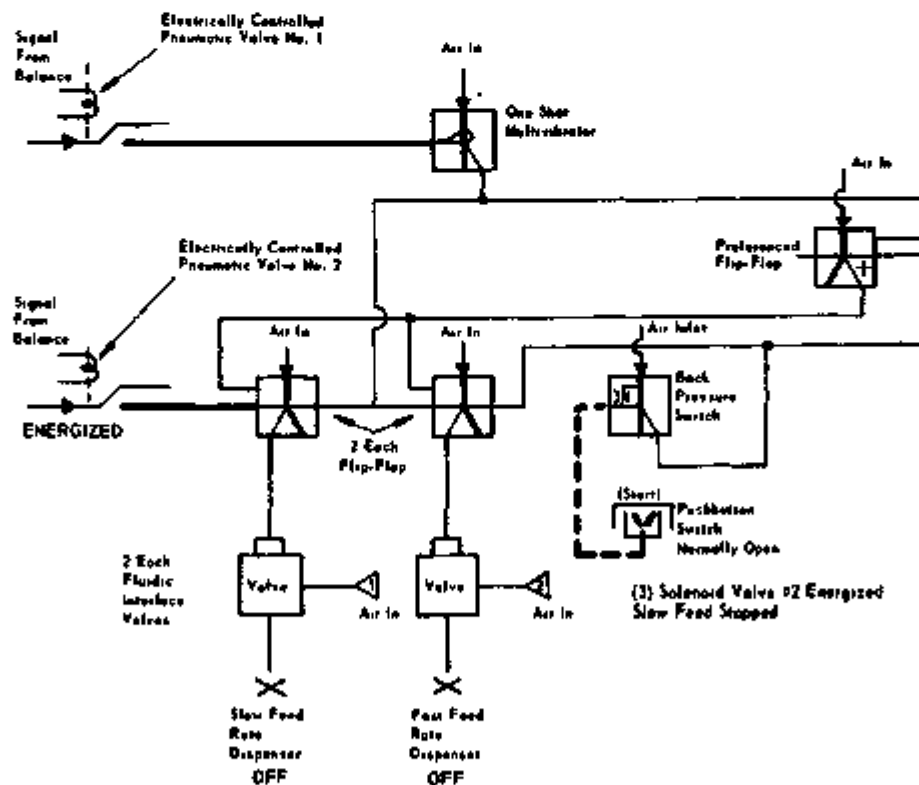 Electrically Controlled
Pneumatic Valve No. 1
Signal
From
Balance
Air In
One Shot
Multivibrator
Air In
Preferenced
Flip-Flop
Electrically Controlled
Pneumatic Valve No. 2
Signal
From
Balance
Air In
Air In
Air Inlet
Back
Pressure
Switch
ENERGIZED
2 Each
Flip-Flop
(Start)
Pushbutton
Switch
Normally Open
2 Each
Fluidic
Interface
Valves
Valve
Valve
Air In
Air In
(3) Solenoid Valve #2 Energized
Slow Feed Stopped
Slow Feed
Rate
Dispenser
OFF
Fast Feed
Rate
Dispenser
OFF